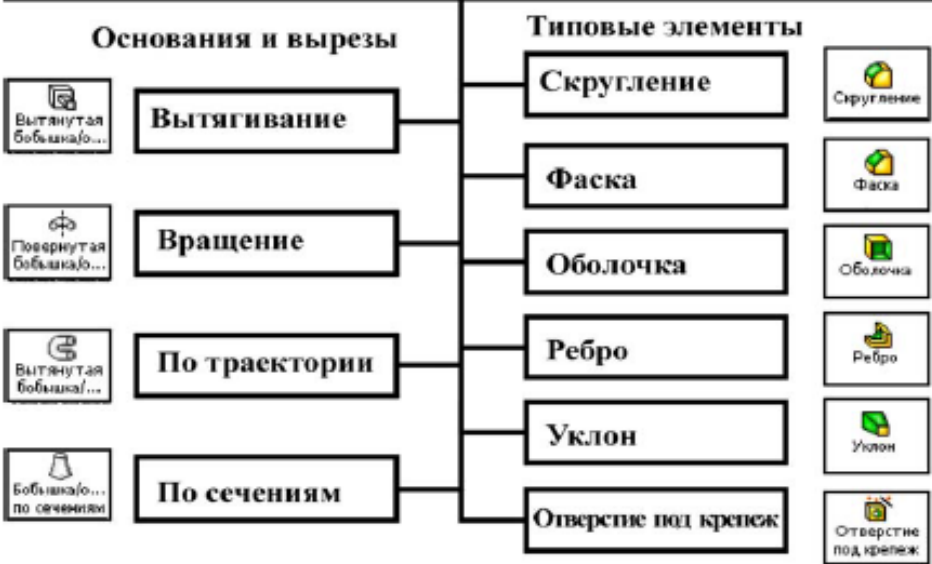 Основания и вырезы
Вытянутая
бобышка/о...
Вытягивание
Повернутая
бобышка/о...
Вращение
Вытянутая
бобышка/...
По траектории
Бобышка/о...
по сечениям
По сечениям
Типовые элементы
Скругление
Скругление
Фаска
Фаска
Оболочка
Оболочка
Ребро
Ребро
Уклон
Уклон
Отверстие под крепеж
Отверстие
под крепеж